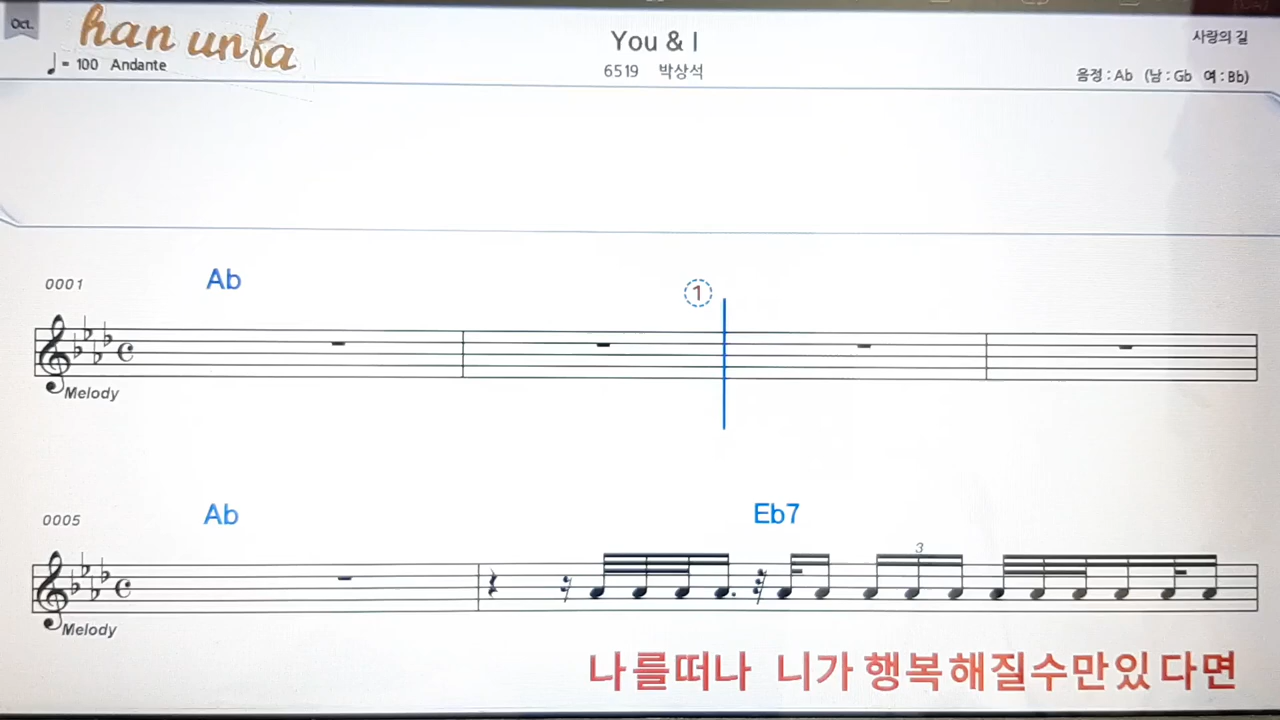 Oct.
han unfa
♩= 100 Andante
You & I
6519 박상석
사랑의 길
음정 : Ab (남 : Gb 여 : Bb)
0001
Ab
1
Melody
0005
Ab
Eb7
3
Melody
나를떠나 니가 행복해질수만있다면